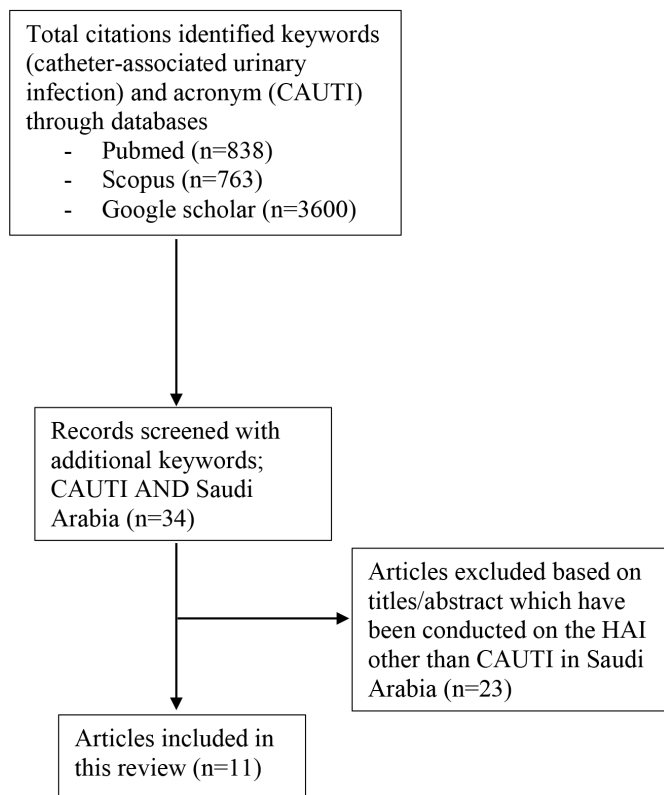 Total citations identified keywords
(catheter-associated urinary
infection) and acronym (CAUTI)
through databases
- Pubmed (n=838)
- Scopus (n=763)
- Google scholar (n=3600)
Records screened with
additional keywords;
CAUTI AND Saudi
Arabia (n=34)
Articles excluded based on
titles/abstract which have
been conducted on the HAI
other than CAUTI in Saudi
Arabia (n=23)
Articles included in
this review (n=11)